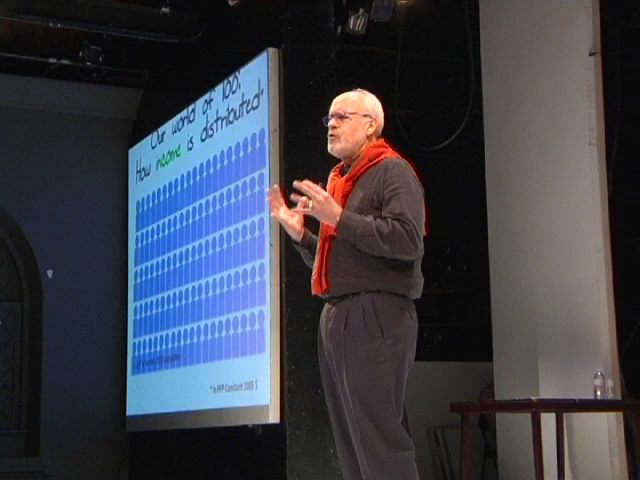 Our world of 100:
How income is distributed*
* In PPP Constant 2005 $